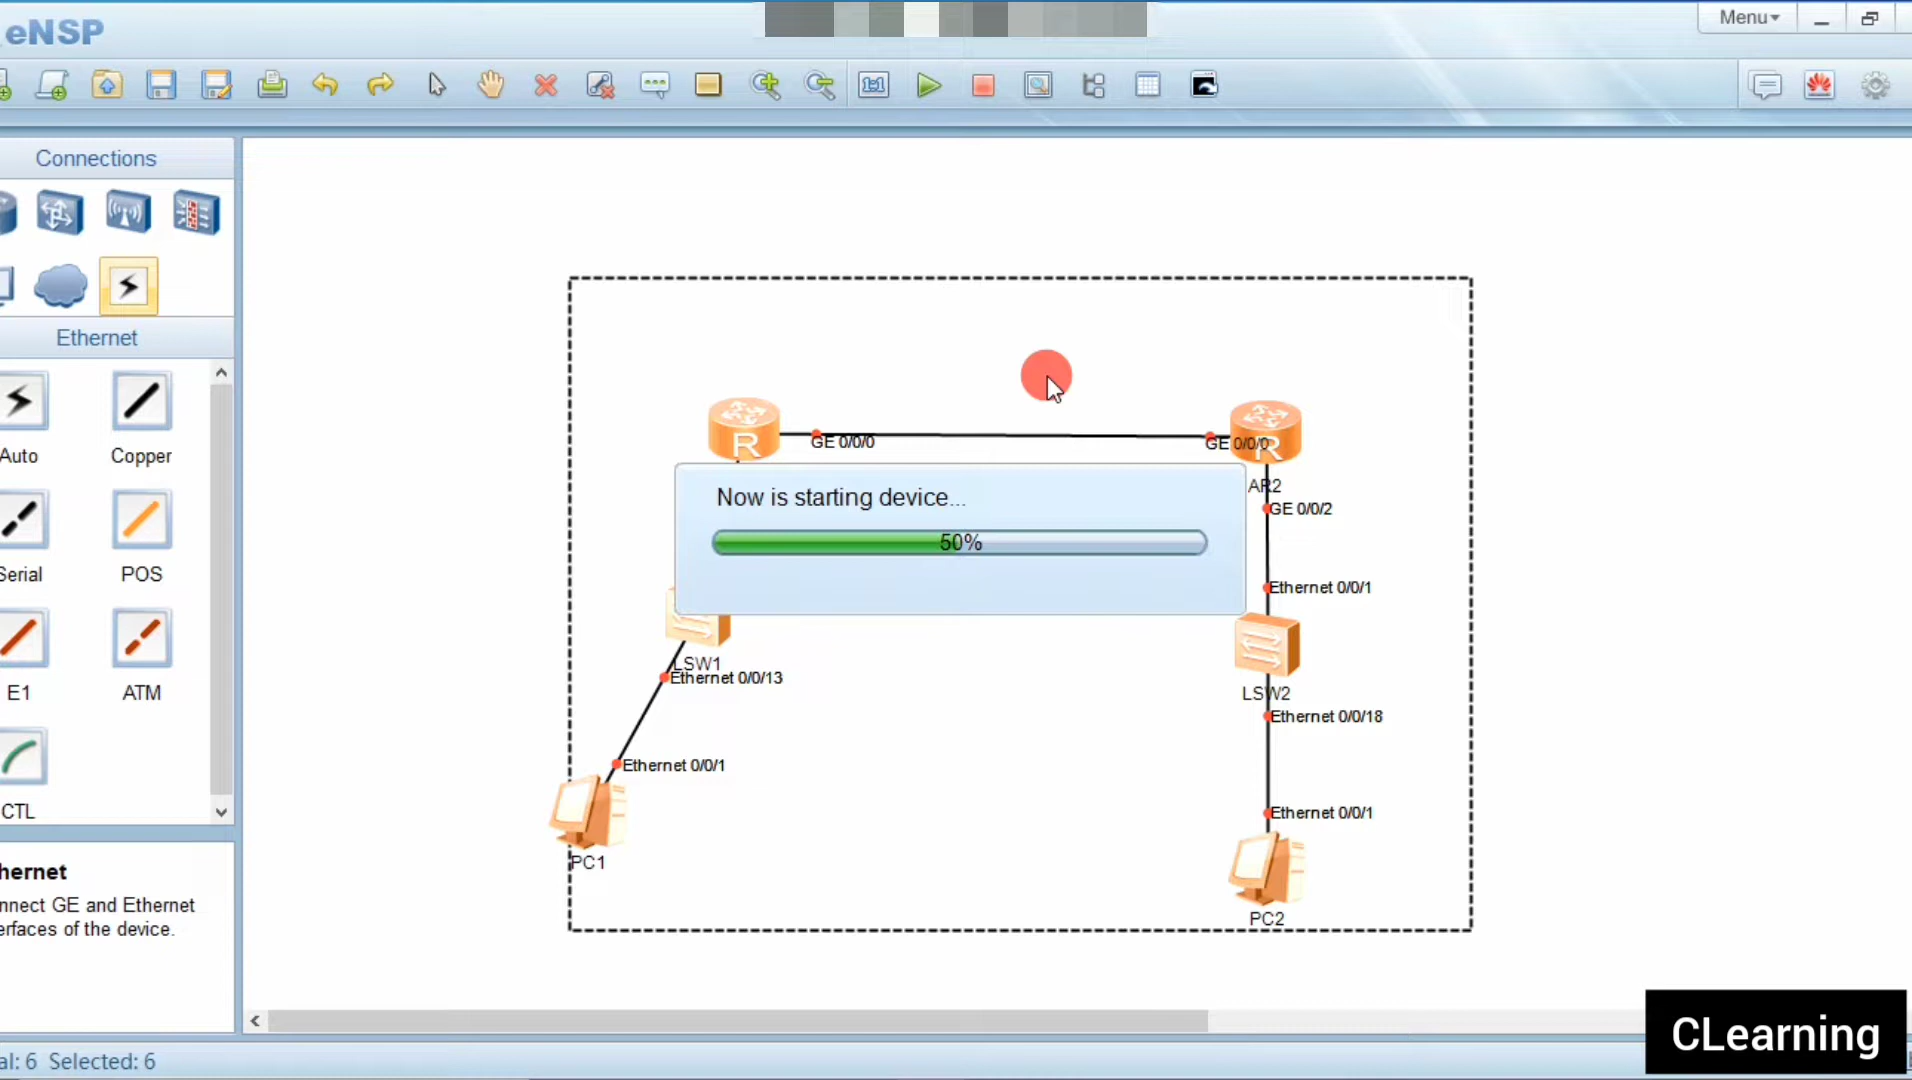 eNSP
Menu
Connections
Ethernet
Auto
Copper
Serial
POS
E1
ATM
CTL
hernet
nnect GE and Ethernet
erfaces of the device.
R
GE 0/0/0
GE 0/0/0
R
AR2
GE 0/0/2
Now is starting device...
50%
Ethernet 0/0/1
LSW1
Ethernet 0/0/13
LSW2
Ethernet 0/0/18
Ethernet 0/0/1
PC1
Ethernet 0/0/1
PC2
al: 6 Selected: 6
1:1
CLearning